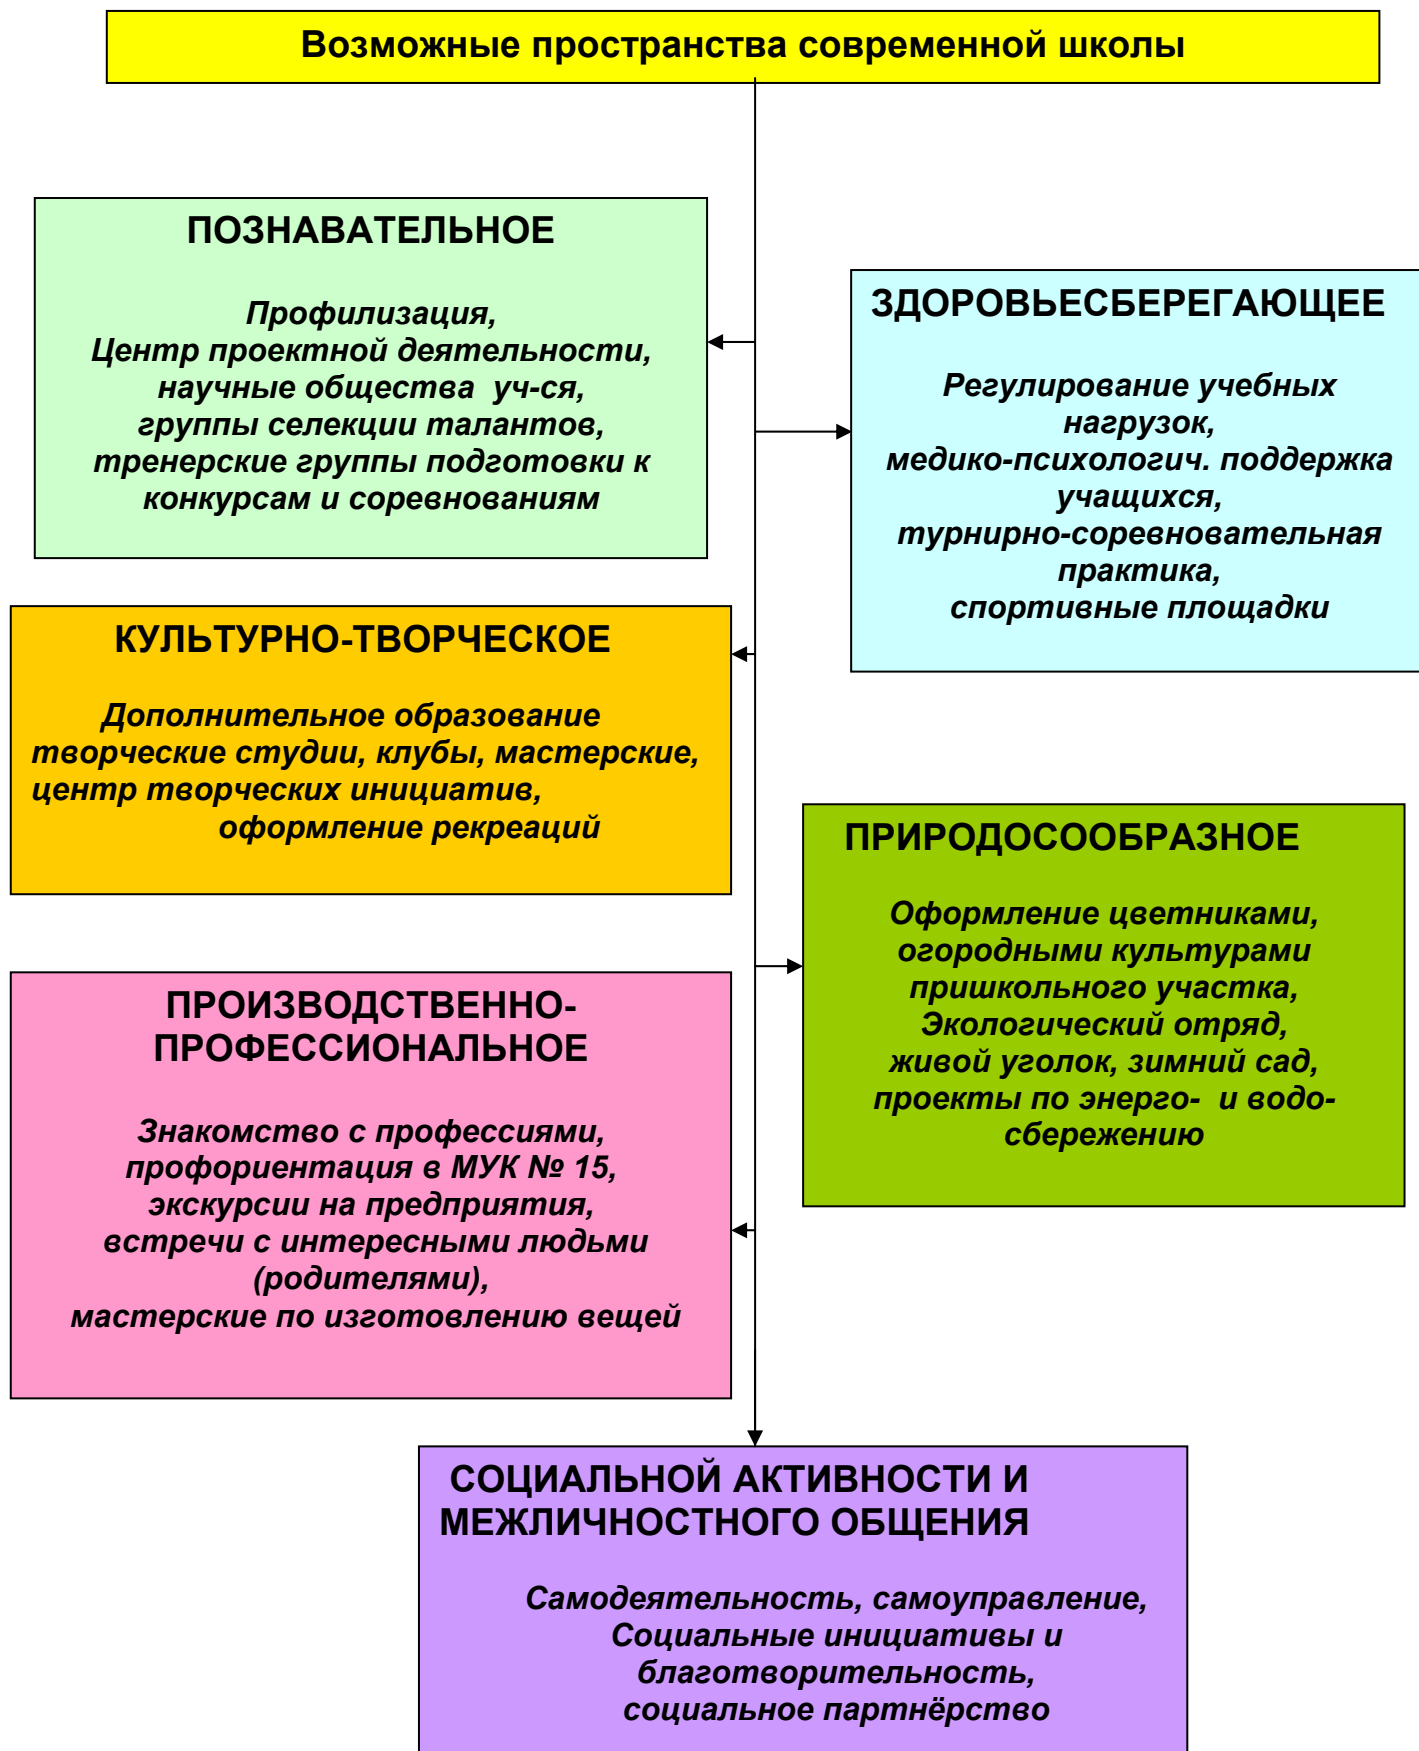 Возможные пространства современной школы
ПОЗНАВАТЕЛЬНОЕ
Профилизация,
Центр проектной деятельности,
научные общества уч-ся,
группы селекции талантов,
тренерские группы подготовки к
конкурсам и соревнованиям
ЗДОРОВЬЕСБЕРЕГАЮЩЕЕ
Регулирование учебных
нагрузок,
медико-психологич. поддержка
учащихся,
турнирно-соревновательная
практика,
спортивные площадки
КУЛЬТУРНО-ТВОРЧЕСКОЕ
Дополнительное образование
творческие студии, клубы, мастерские,
центр творческих инициатив,
оформление рекреаций
ПРИРОДОСООБРАЗНОЕ
Оформление цветниками,
огородными культурами
пришкольного участка,
Экологический отряд,
живой уголок, зимний сад,
проекты по энерго- и водо-
сбережению
ПРОИЗВОДСТВЕННО-
ПРОФЕССИОНАЛЬНОЕ
Знакомство с профессиями,
профориентация в МУК № 15,
экскурсии на предприятия,
встречи с интересными людьми
(родителями),
мастерские по изготовлению вещей
СОЦИАЛЬНОЙ АКТИВНОСТИ И
МЕЖЛИЧНОСТНОГО ОБЩЕНИЯ
Самодеятельность, самоуправление,
Социальные инициативы и
благотворительность,
социальное партнёрство